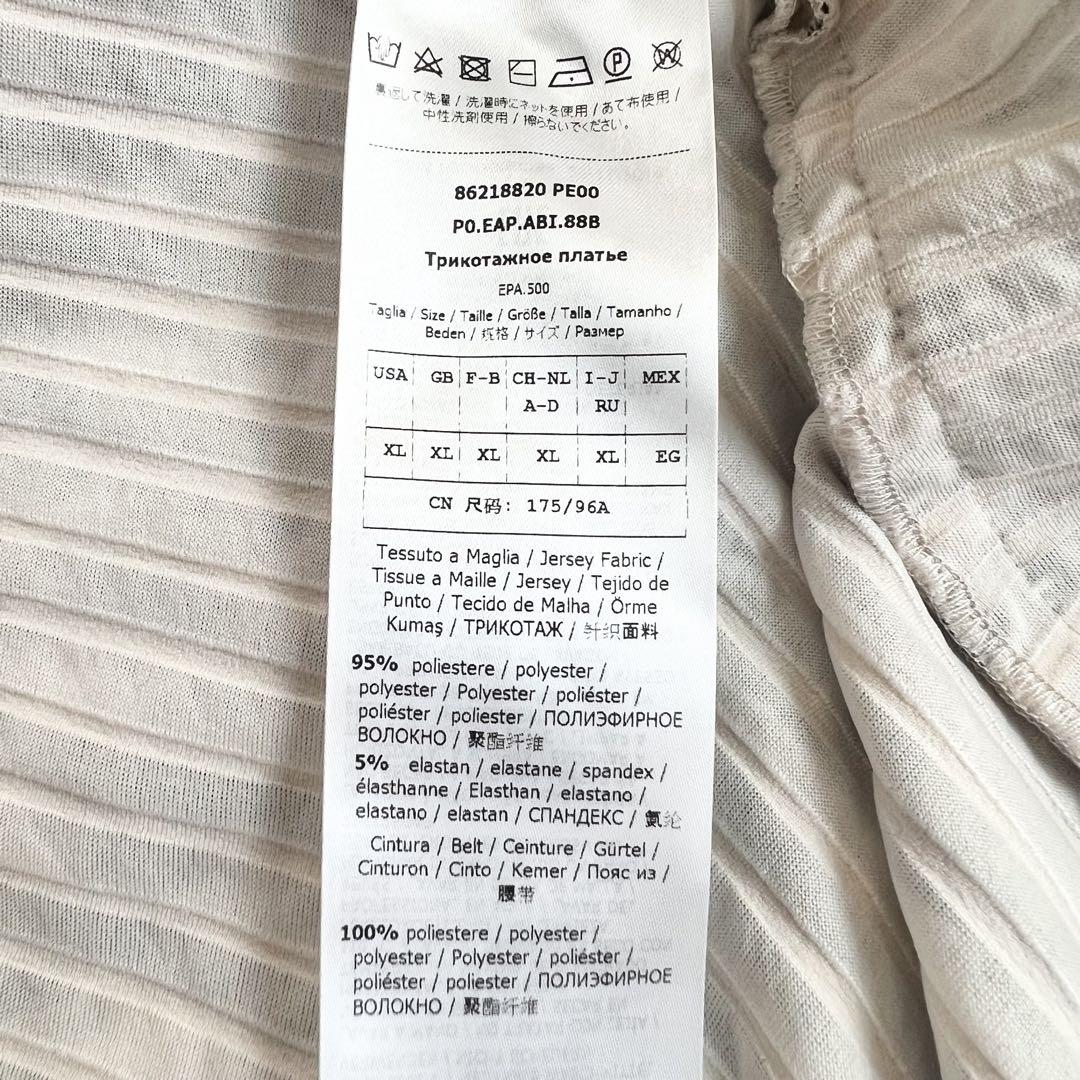 裏返して洗濯 / 洗濯時にネットを使用 / あて布使用 /
中性洗剤使用 / 擦らないでください。
86218820 PE00
P0.EAP.ABI.88B
Трикотажное платье
EPA.500
Taglia / Size / Taille / Größe / Talla / Tamanho /
Beden / 规格 / サイズ / Размер
USA GB F-B CH-NL I-J MEX
A-D RU
XL XL XL XL XL EG
CN 尺码: 175/96A
Tessuto a Maglia / Jersey Fabric /
Tissue a Maille / Jersey / Tejido de
Punto / Tecido de Malha / Örme
Kumaş / ТРИКОТАЖ / 针织面料
95% poliestere / polyester /
polyester / Polyester / poliéster /
poliéster / poliester / ПОЛИЭФИРНОЕ
ВОЛОКНО / 聚酯纤维
5% elastan / elastane / spandex /
élasthanne / Elasthan / elastano /
elastano / elastan / СПАНДЕКС / 氨纶
Cintura / Belt / Ceinture / Gürtel /
Cinturon / Cinto / Kemer / Пояс из /
腰带
100% poliestere / polyester /
polyester / Polyester / poliéster /
poliéster / poliester / ПОЛИЭФИРНОЕ
ВОЛОКНО / 聚酯纤维